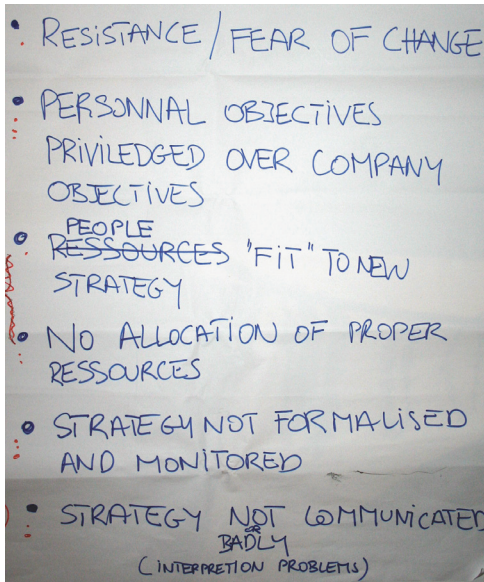 • RESISTANCE / FEAR OF CHANGE
• PERSONNAL OBJECTIVES
PRIVILEDGED OVER COMPANY
OBJECTIVES
PEOPLE
• RESSOURCES "FIT" TO NEW
STRATEGY
• NO ALLOCATION OF PROPER
RESSOURCES
• STRATEGY NOT FORMALISED
AND MONITORED
• STRATEGY NOT COMMUNICATED
OR
BADLY
(INTERPRETION PROBLEMS)